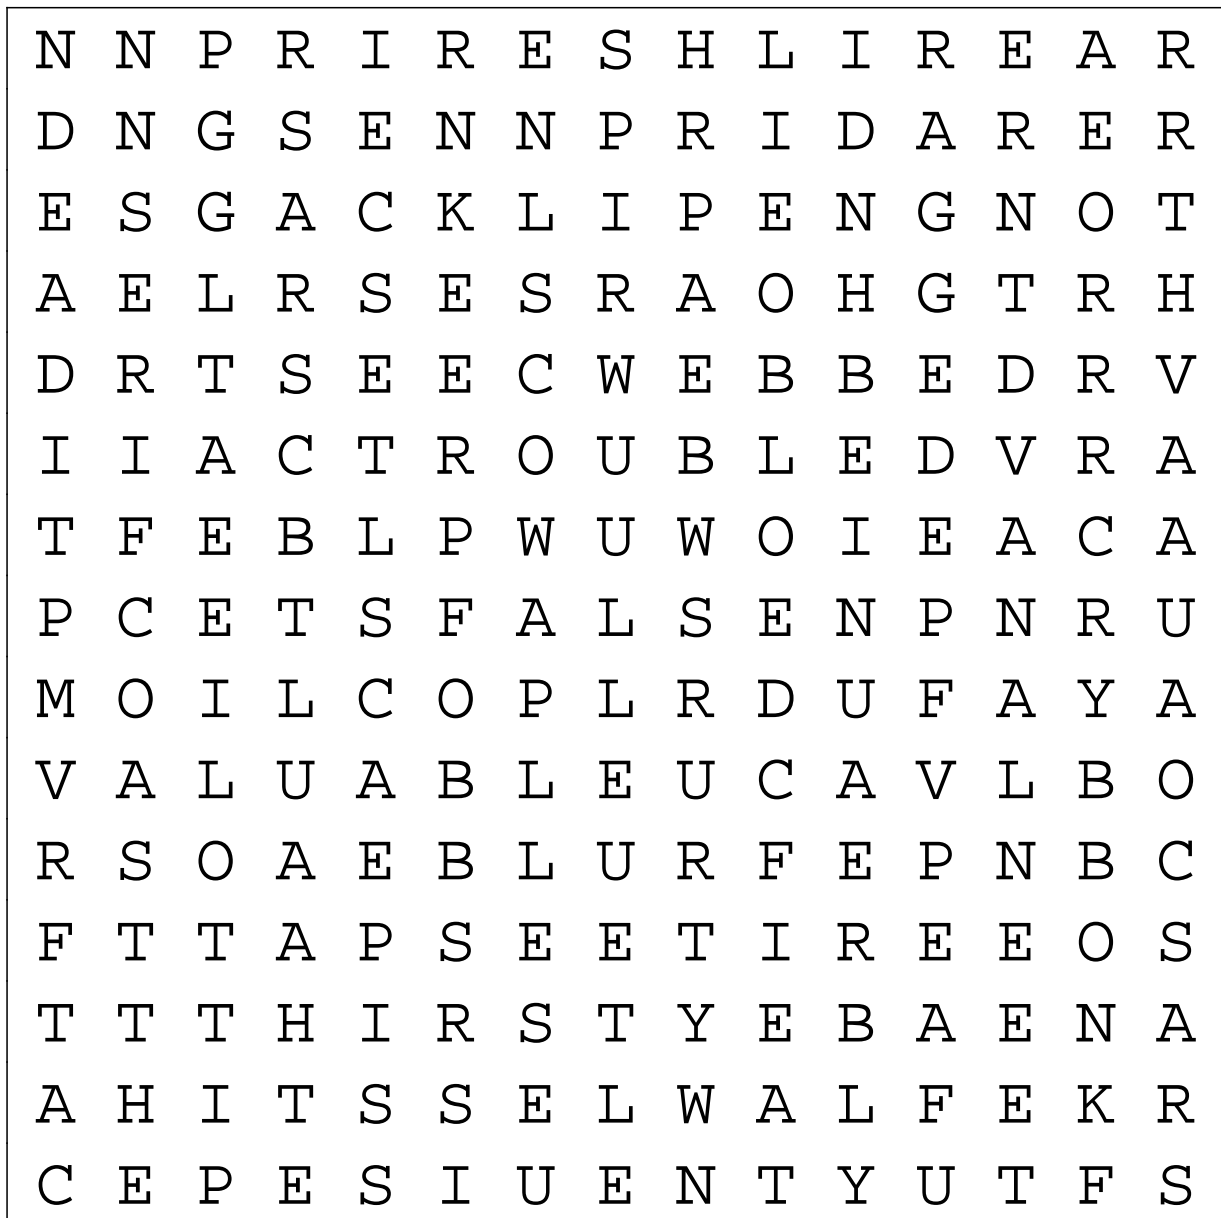 N N P R I R E S H L I R E A R
D N G S E N N P R I D A R E R
E S G A C K L I P E N G N O T
A E L R S E S R A O H G T R H
D R T S E E C W E B B E D R V
I I A C T R O U B L E D V R A
T F E B L P W U W O I E A C A
P C E T S F A L S E N P N R U
M O I L C O P L R D U F A Y A
V A L U A B L E U C A V L B O
R S O A E B L U R F E P N B C
F T T A P S E E T I R E E O S
T T T H I R S T Y E B A E N A
A H I T S S E L W A L F E K R
C E P E S I U E N T Y U T F S